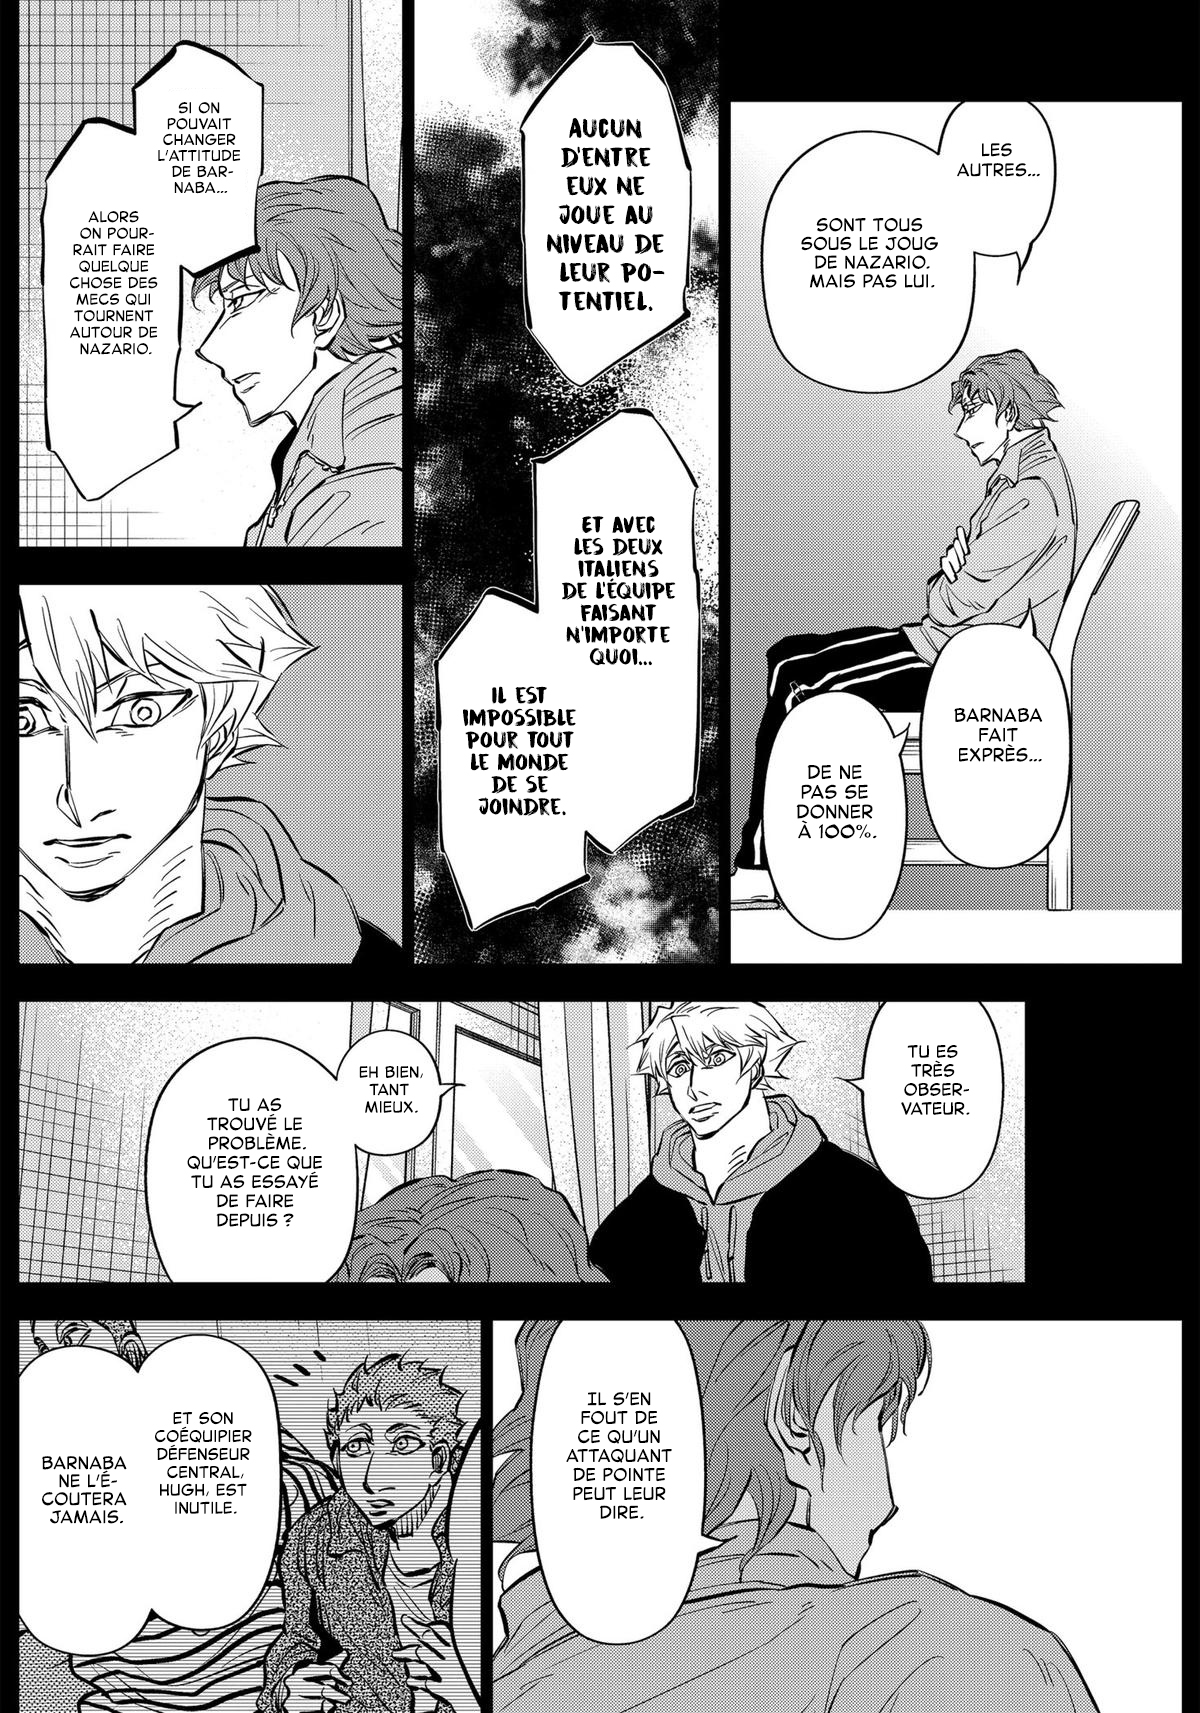 LES
AUTRES...
SONT TOUS
SOUS LE JOUG
DE NAZARIO.
MAIS PAS LUI.
BARNABA
FAIT
EXPRÈS...
DE NE
PAS SE
DONNER
À 100%.
AUCUN
D'ENTRE
EUX NE
JOUE AU
NIVEAU DE
LEUR PO-
TENTIEL.
ET AVEC
LES DEUX
ITALIENS
DE L'ÉQUIPE
FAISANT
N'IMPORTE
QUOI...
IL EST
IMPOSSIBLE
POUR TOUT
LE MONDE
DE SE
JOINDRE.
SI ON
POUVAIT
CHANGER
L'ATTITUDE
DE BAR-
NABA...
ALORS
ON POUR-
RAIT FAIRE
QUELQUE
CHOSE DES
MECS QUI
TOURNENT
AUTOUR DE
NAZARIO.
TU ES
TRÈS
OBSER-
VATEUR.
EH BIEN,
TANT
MIEUX.
TU AS
TROUVÉ LE
PROBLÈME.
QU'EST-CE QUE
TU AS ESSAYÉ
DE FAIRE
DEPUIS ?
IL S'EN
FOUT DE
CE QU'UN
ATTAQUANT
DE POINTE
PEUT LEUR
DIRE.
ET SON
COÉQUIPIER
DÉFENSEUR
CENTRAL,
HUGH, EST
INUTILE.
BARNABA
NE L'É-
COUTERA
JAMAIS.